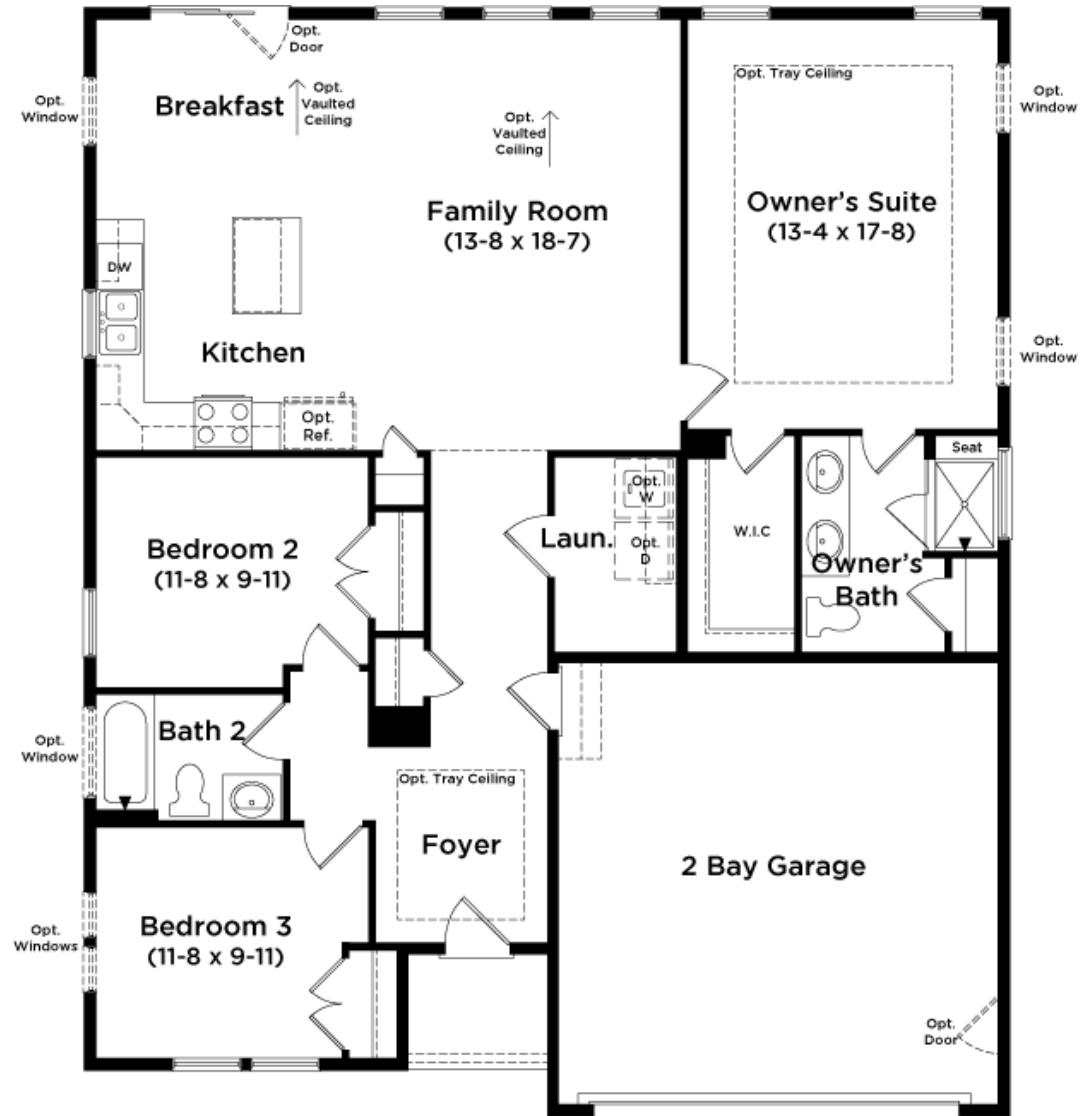 Opt.
Door
Opt.
Window
Breakfast
Opt.
Vaulted
Ceiling
Opt.
Vaulted
Ceiling
Opt. Tray Ceiling
Opt.
Window
Family Room
(13-8 x 18-7)
Owner's Suite
(13-4 x 17-8)
DW
Kitchen
Opt.
Window
Opt.
Ref.
Seat
Opt.
W
Laun.
Opt.
D
W.I.C
Bedroom 2
(11-8 x 9-11)
Owner's
Bath
Opt.
Window
Bath 2
Opt. Tray Ceiling
Foyer
2 Bay Garage
Opt.
Windows
Bedroom 3
(11-8 x 9-11)
Opt.
Door